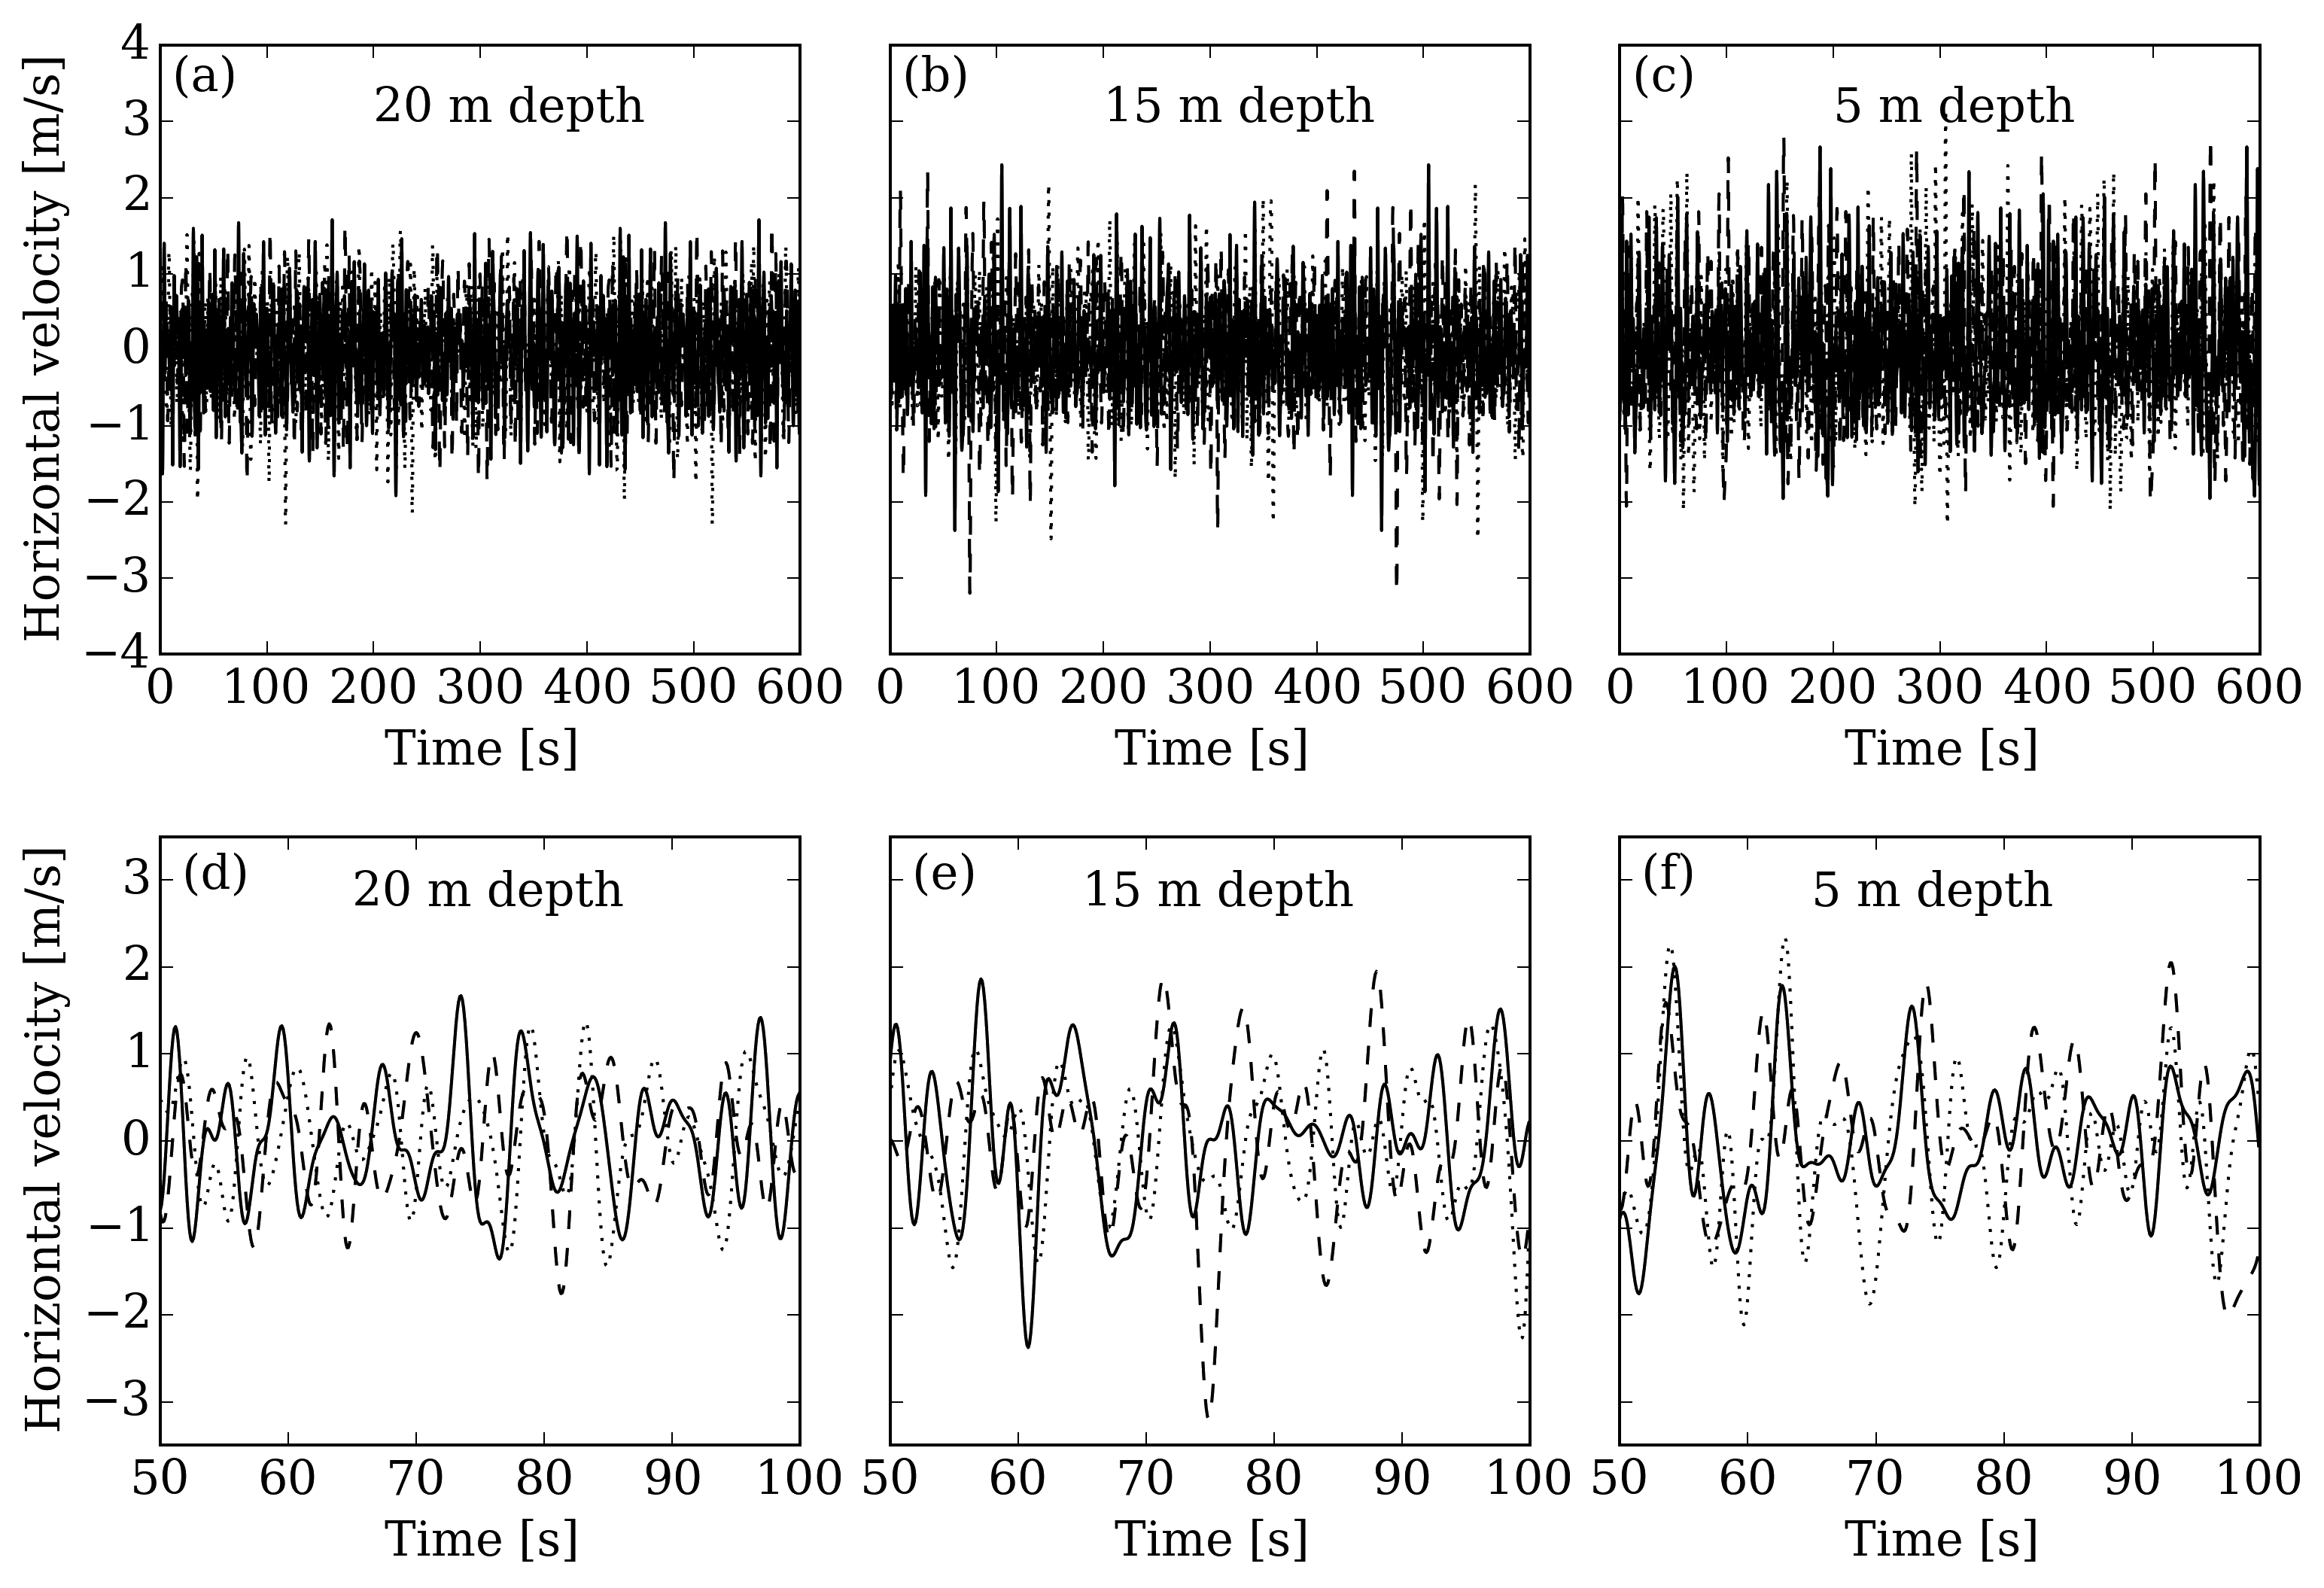 Horizontal velocity [m/s]
4
3
2
1
0
−1
−2
−3
−4
(a)
20 m depth
0 100 200 300 400 500 600
Time [s]
(b)
15 m depth
0 100 200 300 400 500 600
Time [s]
(c)
5 m depth
0 100 200 300 400 500 600
Time [s]
Horizontal velocity [m/s]
3
2
1
0
−1
−2
−3
(d)
20 m depth
50 60 70 80 90 100
Time [s]
(e)
15 m depth
50 60 70 80 90 100
Time [s]
(f)
5 m depth
50 60 70 80 90 100
Time [s]